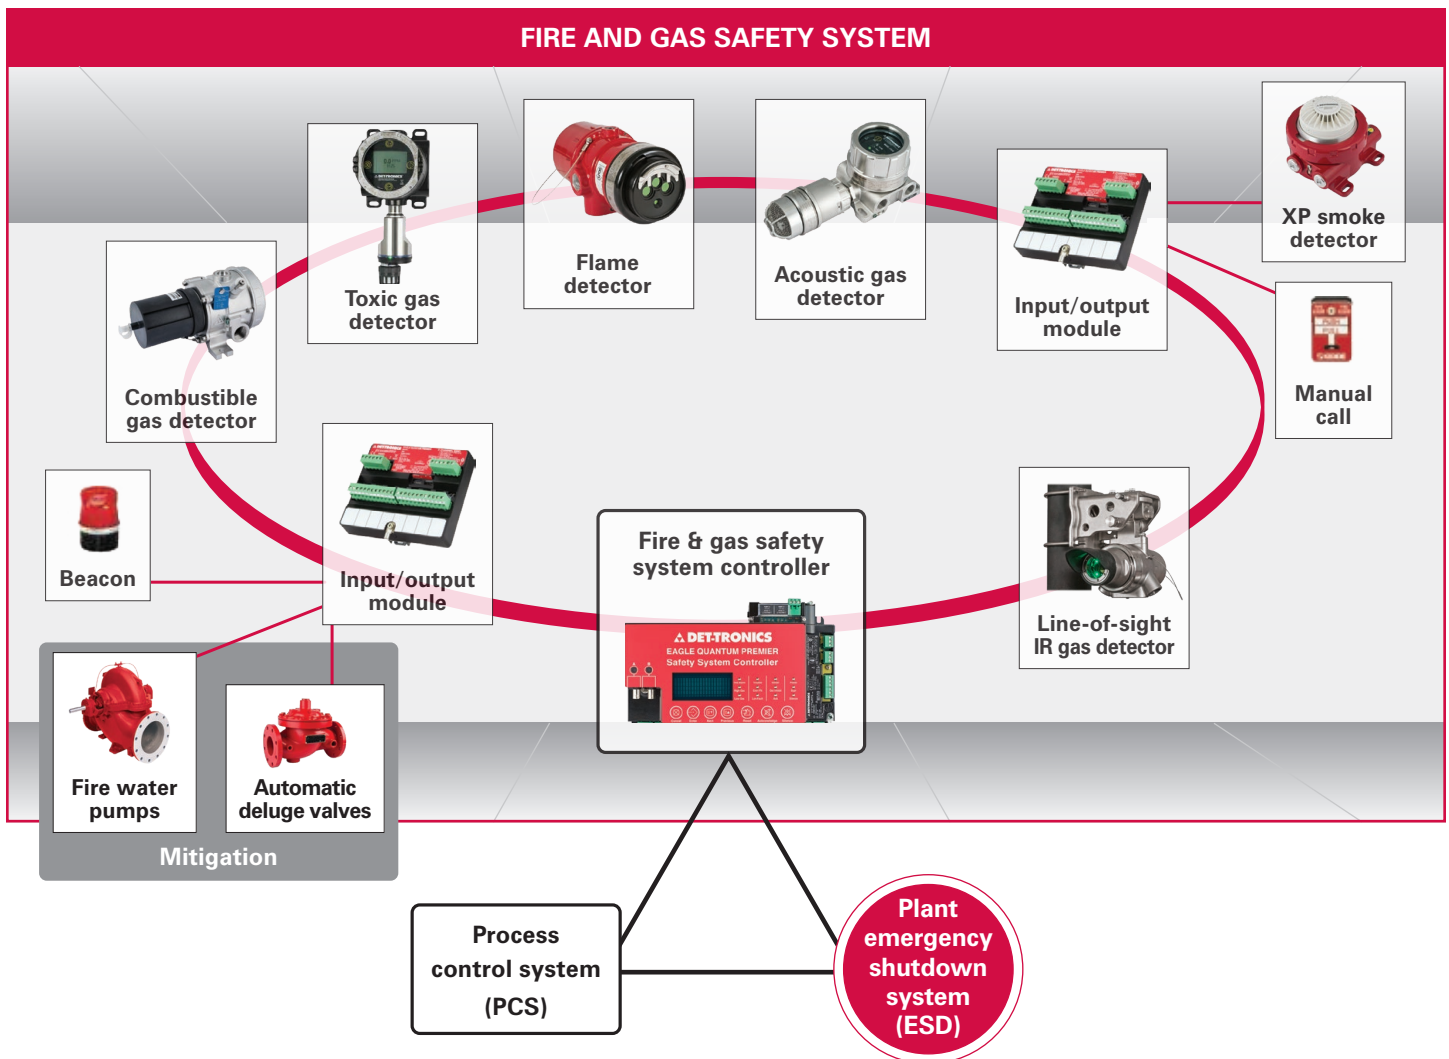 FIRE AND GAS SAFETY SYSTEM
XP smoke
detector
Toxic gas
detector
Flame
detector
Acoustic gas
detector
Input/output
module
Manual
call
Combustible
gas detector
Beacon
Input/output
module
Fire & gas safety
system controller
DET-TRONICS
EAGLE QUANTUM PREMIER
Safety System Controller
Line-of-sight
IR gas detector
Fire water
pumps
Automatic
deluge valves
Mitigation
Process
control system
(PCS)
Plant
emergency
shutdown
system
(ESD)